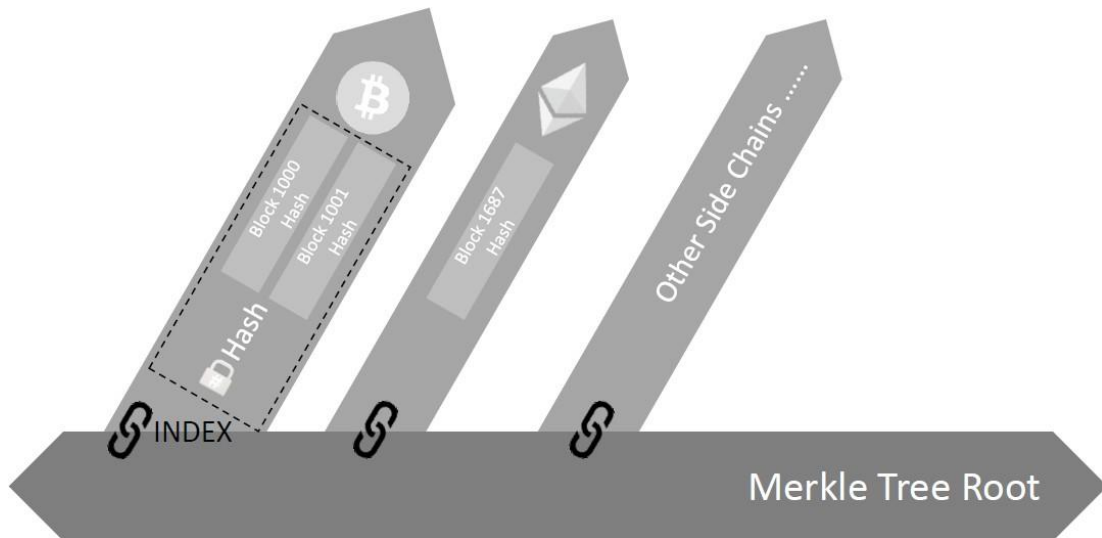 Block 1000
Hash
Block 1001
Hash
Hash
INDEX
Block 1687
Hash
Other Side Chains ......
Merkle Tree Root